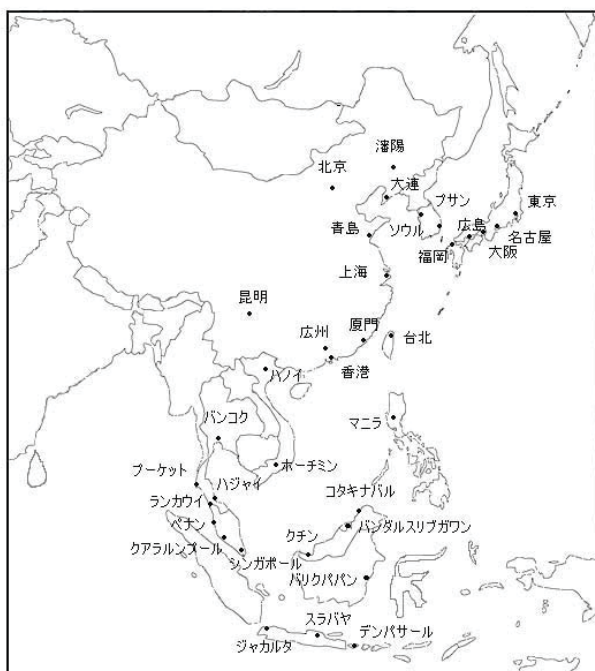 瀋陽
北京
大連
プサン
東京
青島
ソウル
広島
名古屋
福岡
大阪
上海
昆明
広州
厦門
台北
香港
ハノイ
バンコク
マニラ
プーケット
ハジャイ
ホーチミン
ランカウイ
コタキナバル
ペナン
クチン
バンダルスリブガワン
クアラルンプール
シンガポール
バリクパパン
スラバヤ
デンパサール
ジャカルタ